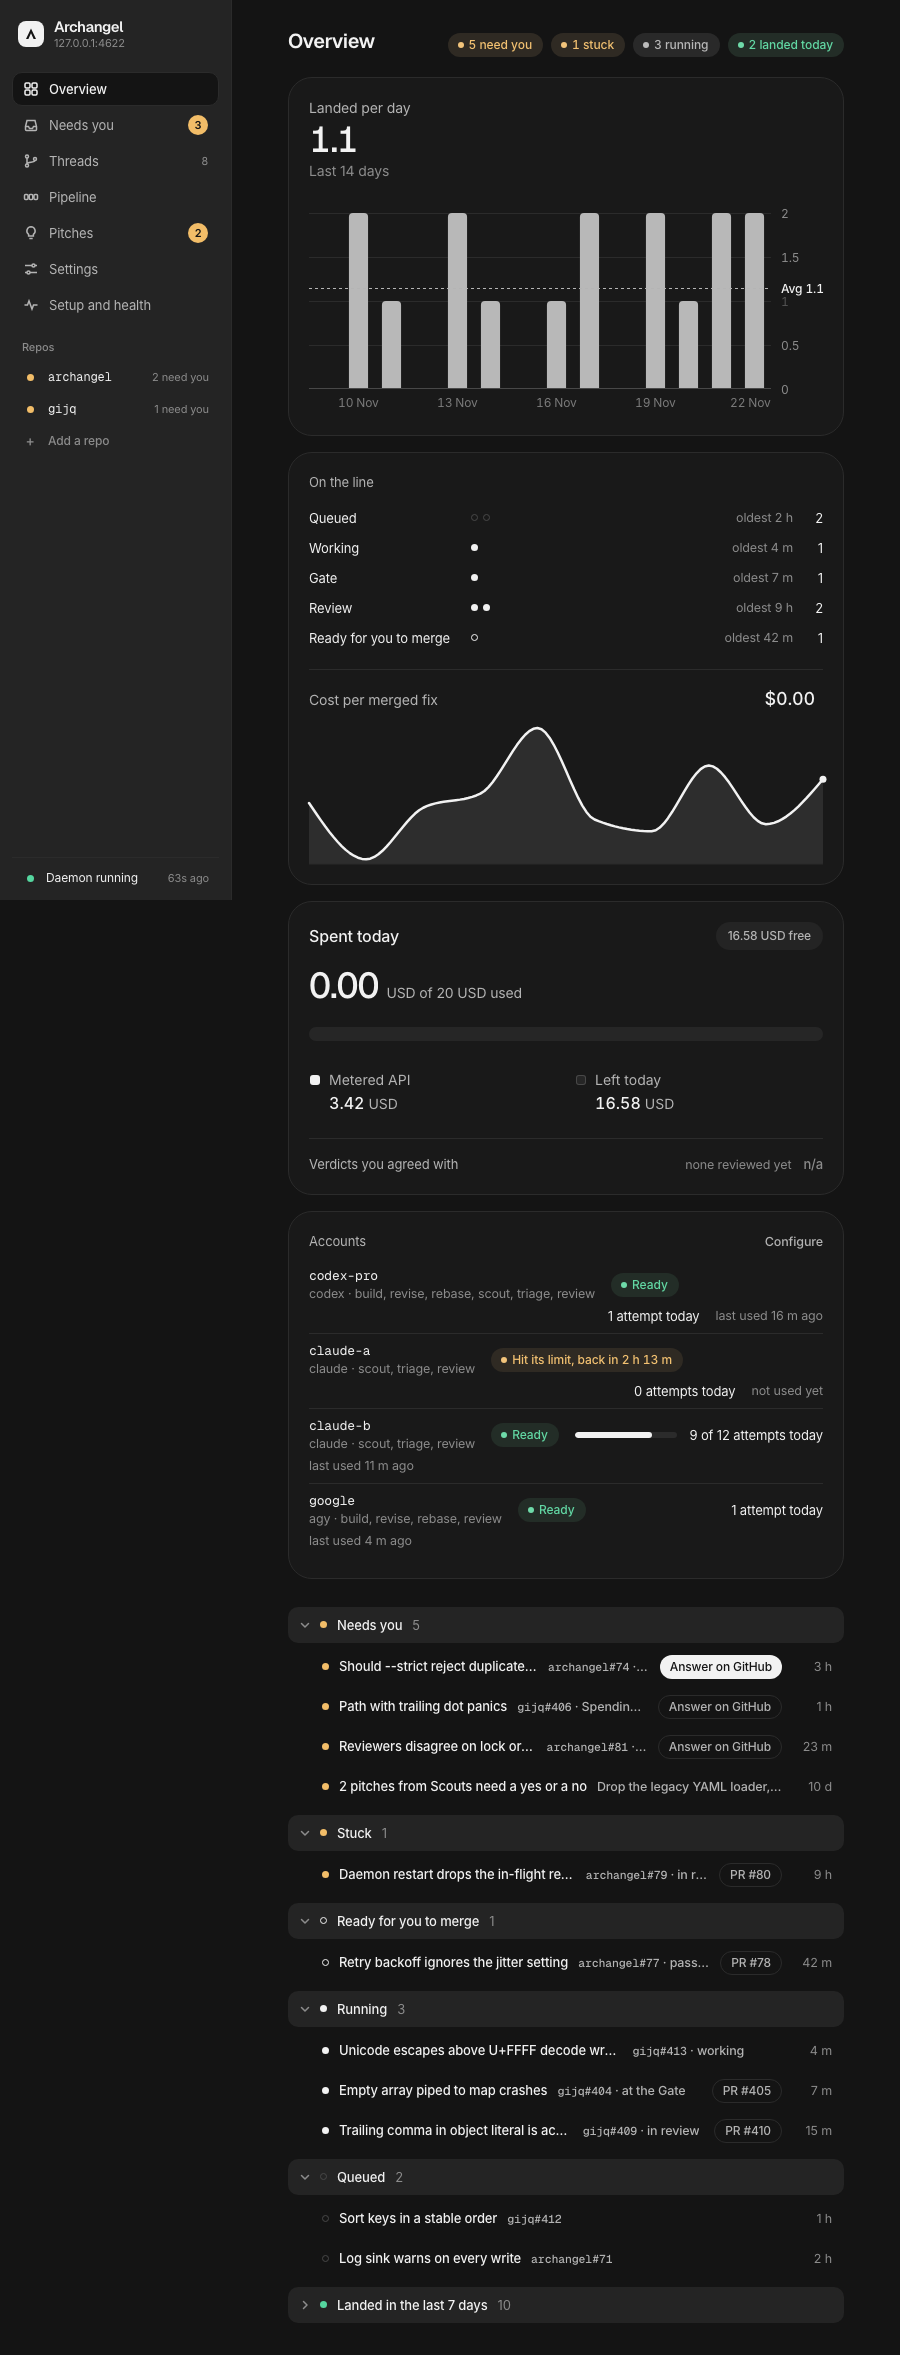 Archangel
127.0.0.1:4622
Overview
Needs you 3
Threads 8
Pipeline
Pitches 2
Settings
Setup and health
Repos
archangel 2 need you
gijq 1 need you
+ Add a repo
Daemon running 63s ago
Overview
5 need you
1 stuck
3 running
2 landed today
Landed per day
1.1
Last 14 days
2
1.5
Avg 1.1
1
0.5
0
10 Nov 13 Nov 16 Nov 19 Nov 22 Nov
On the line
Queued oldest 2 h 2
Working oldest 4 m 1
Gate oldest 7 m 1
Review oldest 9 h 2
Ready for you to merge oldest 42 m 1
Cost per merged fix $0.00
Spent today 16.58 USD free
0.00 USD of 20 USD used
Metered API Left today
3.42 USD 16.58 USD
Verdicts you agreed with none reviewed yet n/a
Accounts Configure
codex-pro
codex · build, revise, rebase, scout, triage, review Ready
1 attempt today last used 16 m ago
claude-a
claude · scout, triage, review Hit its limit, back in 2 h 13 m
0 attempts today not used yet
claude-b
claude · scout, triage, review Ready 9 of 12 attempts today
last used 11 m ago
google
agy · build, revise, rebase, review Ready 1 attempt today
last used 4 m ago
Needs you 5
Should --strict reject duplicate... archangel#74 ·... Answer on GitHub 3 h
Path with trailing dot panics gijq#406 · Spendin... Answer on GitHub 1 h
Reviewers disagree on lock or... archangel#81 ·... Answer on GitHub 23 m
2 pitches from Scouts need a yes or a no Drop the legacy YAML loader,... 10 d
Stuck 1
Daemon restart drops the in-flight re... archangel#79 · in r... PR #80 9 h
Ready for you to merge 1
Retry backoff ignores the jitter setting archangel#77 · pass... PR #78 42 m
Running 3
Unicode escapes above U+FFFF decode wr... gijq#413 · working 4 m
Empty array piped to map crashes gijq#404 · at the Gate PR #405 7 m
Trailing comma in object literal is ac... gijq#409 · in review PR #410 15 m
Queued 2
Sort keys in a stable order gijq#412 1 h
Log sink warns on every write archangel#71 2 h
Landed in the last 7 days 10